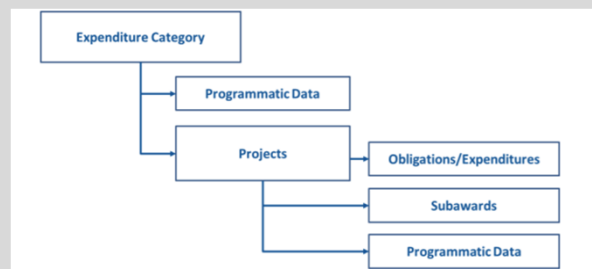 Expenditure Category
Programmatic Data
Projects
Obligations/Expenditures
Subawards
Programmatic Data